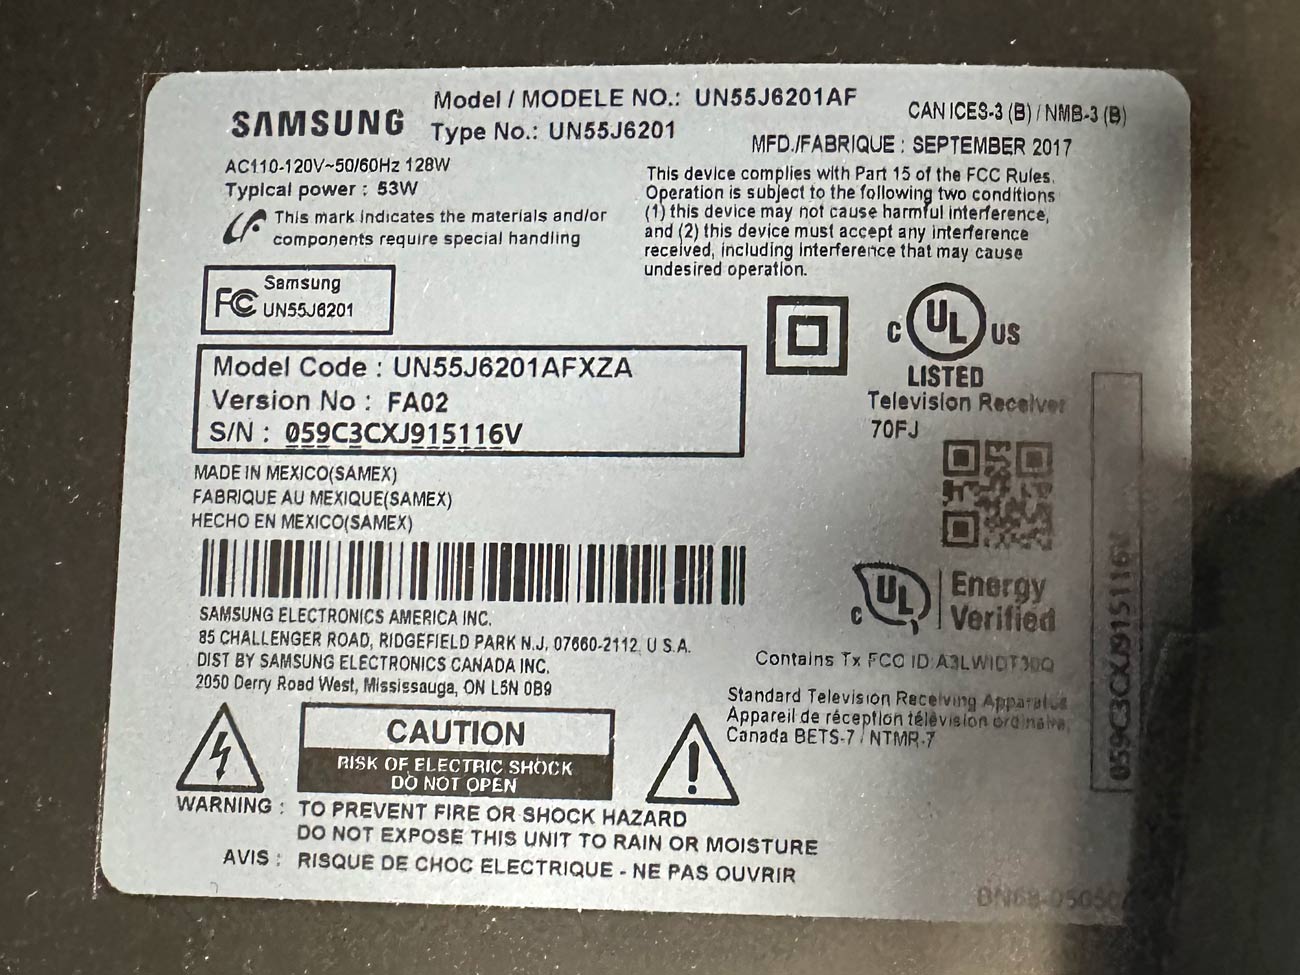 SAMSUNG
Model / MODELE NO.: UN55J6201AF
Type No.: UN55J6201
CAN ICES-3 (B) / NMB-3 (B)
MFD./FABRIQUE : SEPTEMBER 2017
AC110-120V~50/60Hz 128W
Typical power : 53W
This mark indicates the materials and/or
components require special handling
This device complies with Part 15 of the FCC Rules.
Operation is subject to the following two conditions
(1) this device may not cause harmful interference,
and (2) this device must accept any interference
received, including interference that may cause
undesired operation.
FC
Samsung
UN55J6201
Model Code : UN55J6201AFXZA
Version No : FA02
S/N : 059C3CXJ915116V
C UL US
LISTED
Television Receiver
70FJ
MADE IN MEXICO(SAMEX)
FABRIQUE AU MEXIQUE(SAMEX)
HECHO EN MEXICO(SAMEX)
SAMSUNG ELECTRONICS AMERICA INC.
85 CHALLENGER ROAD, RIDGEFIELD PARK N.J, 07660-2112, U S.A.
DIST BY SAMSUNG ELECTRONICS CANADA INC.
2050 Derry Road West, Mississauga, ON L5N 0B9
C UL
Energy
Verified
Contains Tx FCC ID:A3LWIDT30Q
Standard Television Receiving Apparatus
Appareil de réception télévision ordinaire,
Canada BETS-7 / NTMR-7
059C3CXJ915116V
CAUTION
RISK OF ELECTRIC SHOCK
DO NOT OPEN
WARNING : TO PREVENT FIRE OR SHOCK HAZARD
DO NOT EXPOSE THIS UNIT TO RAIN OR MOISTURE
AVIS : RISQUE DE CHOC ELECTRIQUE - NE PAS OUVRIR